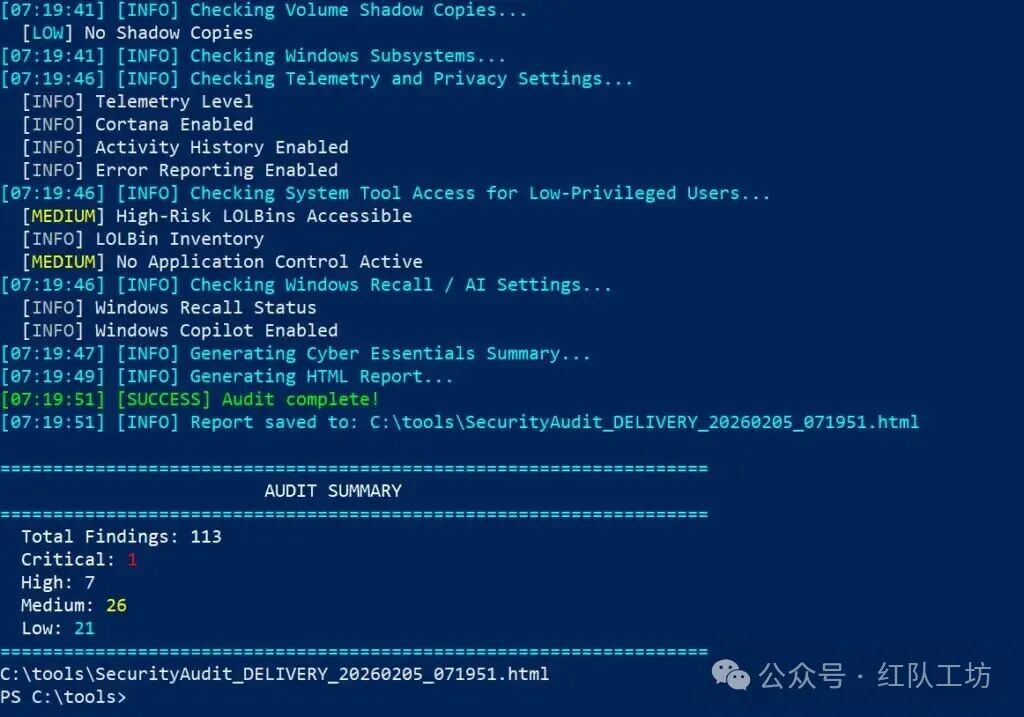 [07:19:41] [INFO] Checking Volume Shadow Copies...
[LOW] No Shadow Copies
[07:19:41] [INFO] Checking Windows Subsystems...
[07:19:46] [INFO] Checking Telemetry and Privacy Settings...
[INFO] Telemetry Level
[INFO] Cortana Enabled
[INFO] Activity History Enabled
[INFO] Error Reporting Enabled
[07:19:46] [INFO] Checking System Tool Access for Low-Privileged Users...
[MEDIUM] High-Risk LOLBins Accessible
[INFO] LOLBin Inventory
[MEDIUM] No Application Control Active
[07:19:46] [INFO] Checking Windows Recall / AI Settings...
[INFO] Windows Recall Status
[INFO] Windows Copilot Enabled
[07:19:47] [INFO] Generating Cyber Essentials Summary...
[07:19:49] [INFO] Generating HTML Report...
[07:19:51] [SUCCESS] Audit complete!
[07:19:51] [INFO] Report saved to: C:\tools\SecurityAudit_DELIVERY_20260205_071951.html
===================================================================
AUDIT SUMMARY
===================================================================
Total Findings: 113
Critical: 1
High: 7
Medium: 26
Low: 21
===================================================================
C:\tools\SecurityAudit_DELIVERY_20260205_071951.html
PS C:\tools>
公众号 · 红队工坊